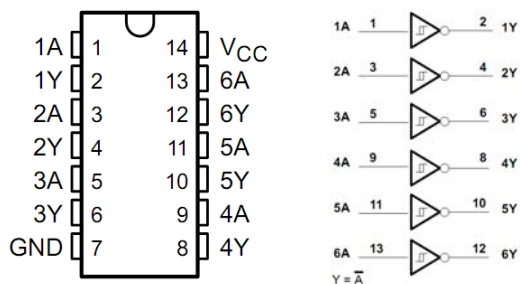 1A 1 14 VCC
1Y 2 13 6A
2A 3 12 6Y
2Y 4 11 5A
3A 5 10 5Y
3Y 6 9 4A
GND 7 8 4Y
1A 1 2 1Y
2A 3 4 2Y
3A 5 6 3Y
4A 9 8 4Y
5A 11 10 5Y
6A 13 12 6Y
Y = A̅